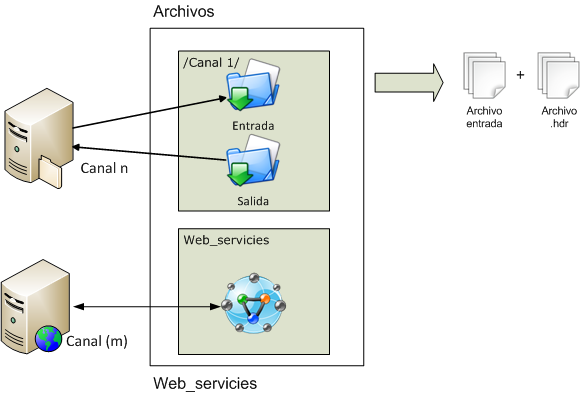 Archivos
/Canal 1/
Entrada
Salida
Canal n
Archivo
entrada
+
Archivo
.hdr
Web_servicies
Canal (m)
Web_servicies